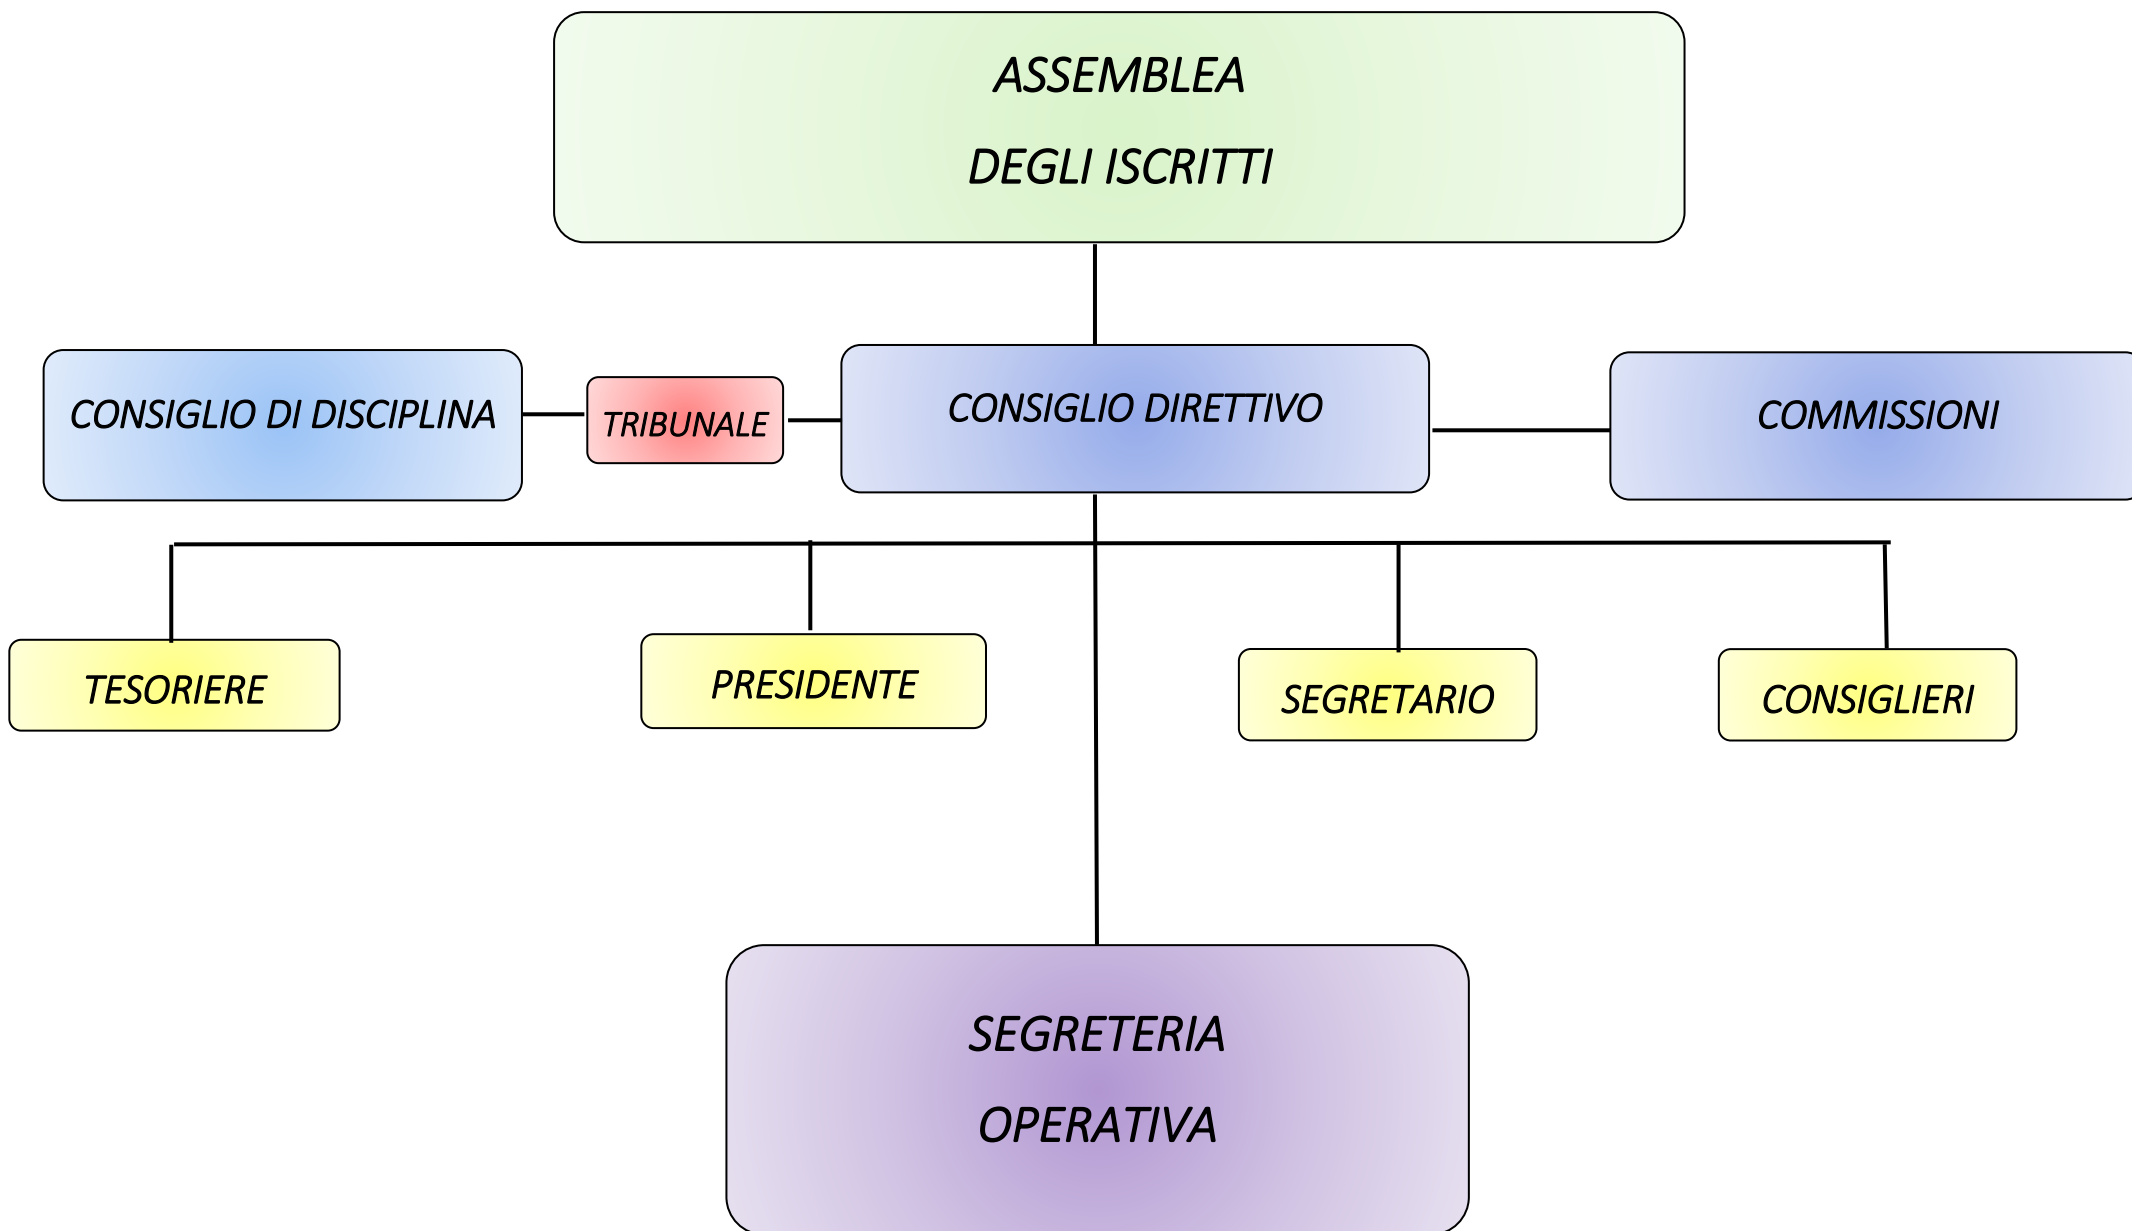 ASSEMBLEA
DEGLI ISCRITTI
CONSIGLIO DI DISCIPLINA
TRIBUNALE
CONSIGLIO DIRETTIVO
COMMISSIONI
TESORIERE
PRESIDENTE
SEGRETARIO
CONSIGLIERI
SEGRETERIA
OPERATIVA